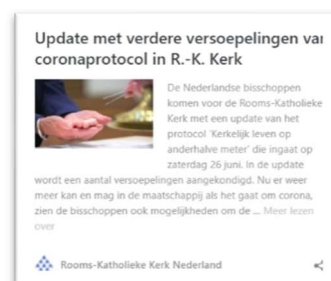 Update met verdere versoepelingen van
coronaprotocol in R.-K. Kerk
De Nederlandse bisschoppen
komen voor de Rooms-Katholieke
Kerk met een update van het
protocol 'Kerkelijk leven op
anderhalve meter' die ingaat op
zaterdag 26 juni. In de update
wordt een aantal versoepelingen aangekondigd. Nu er weer
meer kan en mag in de maatschappij als het gaat om corona,
zien de bisschoppen ook mogelijkheden om de ... Meer lezen
over
Rooms-Katholieke Kerk Nederland